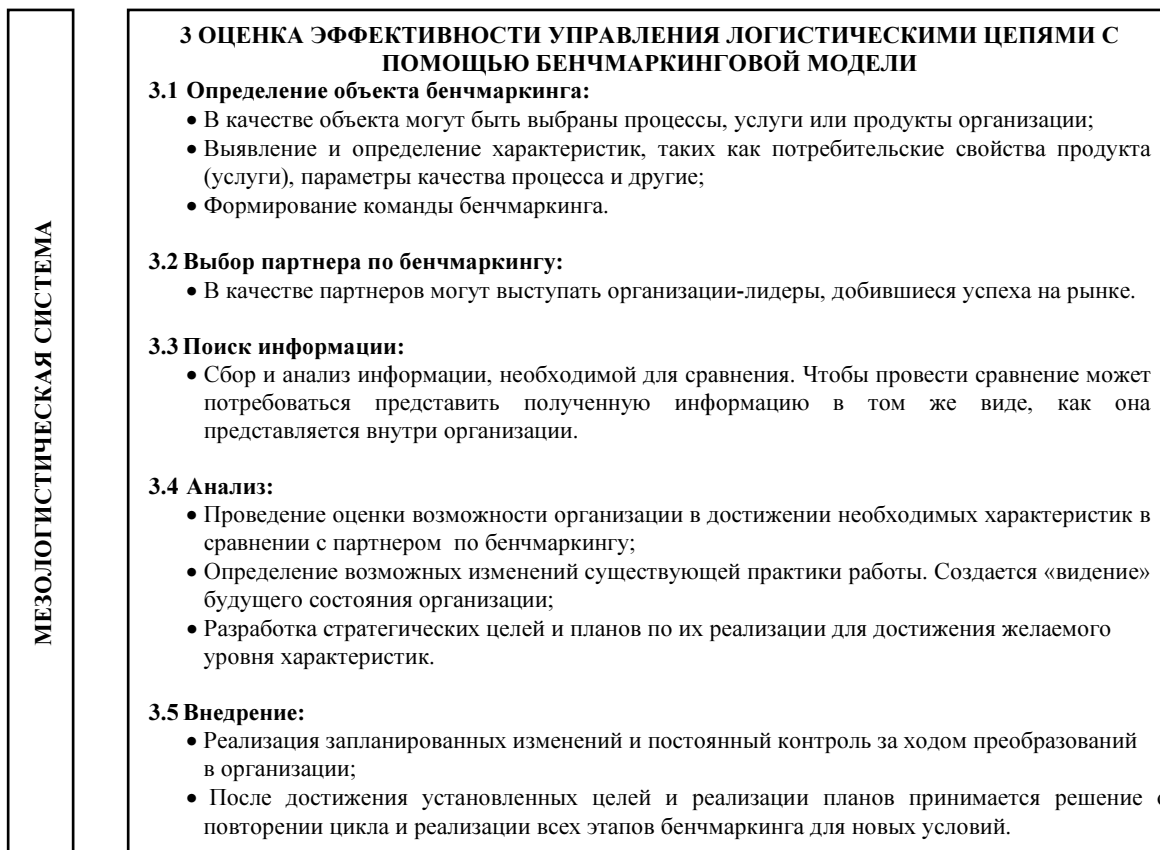 МЕЗОЛОГИСТИЧЕСКАЯ СИСТЕМА
3 ОЦЕНКА ЭФФЕКТИВНОСТИ УПРАВЛЕНИЯ ЛОГИСТИЧЕСКИМИ ЦЕПЯМИ С
ПОМОЩЬЮ БЕНЧМАРКИНГОВОЙ МОДЕЛИ
3.1 Определение объекта бенчмаркинга:
• В качестве объекта могут быть выбраны процессы, услуги или продукты организации;
• Выявление и определение характеристик, таких как потребительские свойства продукта
(услуги), параметры качества процесса и другие;
• Формирование команды бенчмаркинга.
3.2 Выбор партнера по бенчмаркингу:
• В качестве партнеров могут выступать организации-лидеры, добившиеся успеха на рынке.
3.3 Поиск информации:
• Сбор и анализ информации, необходимой для сравнения. Чтобы провести сравнение может
потребоваться представить полученную информацию в том же виде, как она
представляется внутри организации.
3.4 Анализ:
• Проведение оценки возможности организации в достижении необходимых характеристик в
сравнении с партнером по бенчмаркингу;
• Определение возможных изменений существующей практики работы. Создается «видение»
будущего состояния организации;
• Разработка стратегических целей и планов по их реализации для достижения желаемого
уровня характеристик.
3.5 Внедрение:
• Реализация запланированных изменений и постоянный контроль за ходом преобразований
в организации;
• После достижения установленных целей и реализации планов принимается решение о
повторении цикла и реализации всех этапов бенчмаркинга для новых условий.